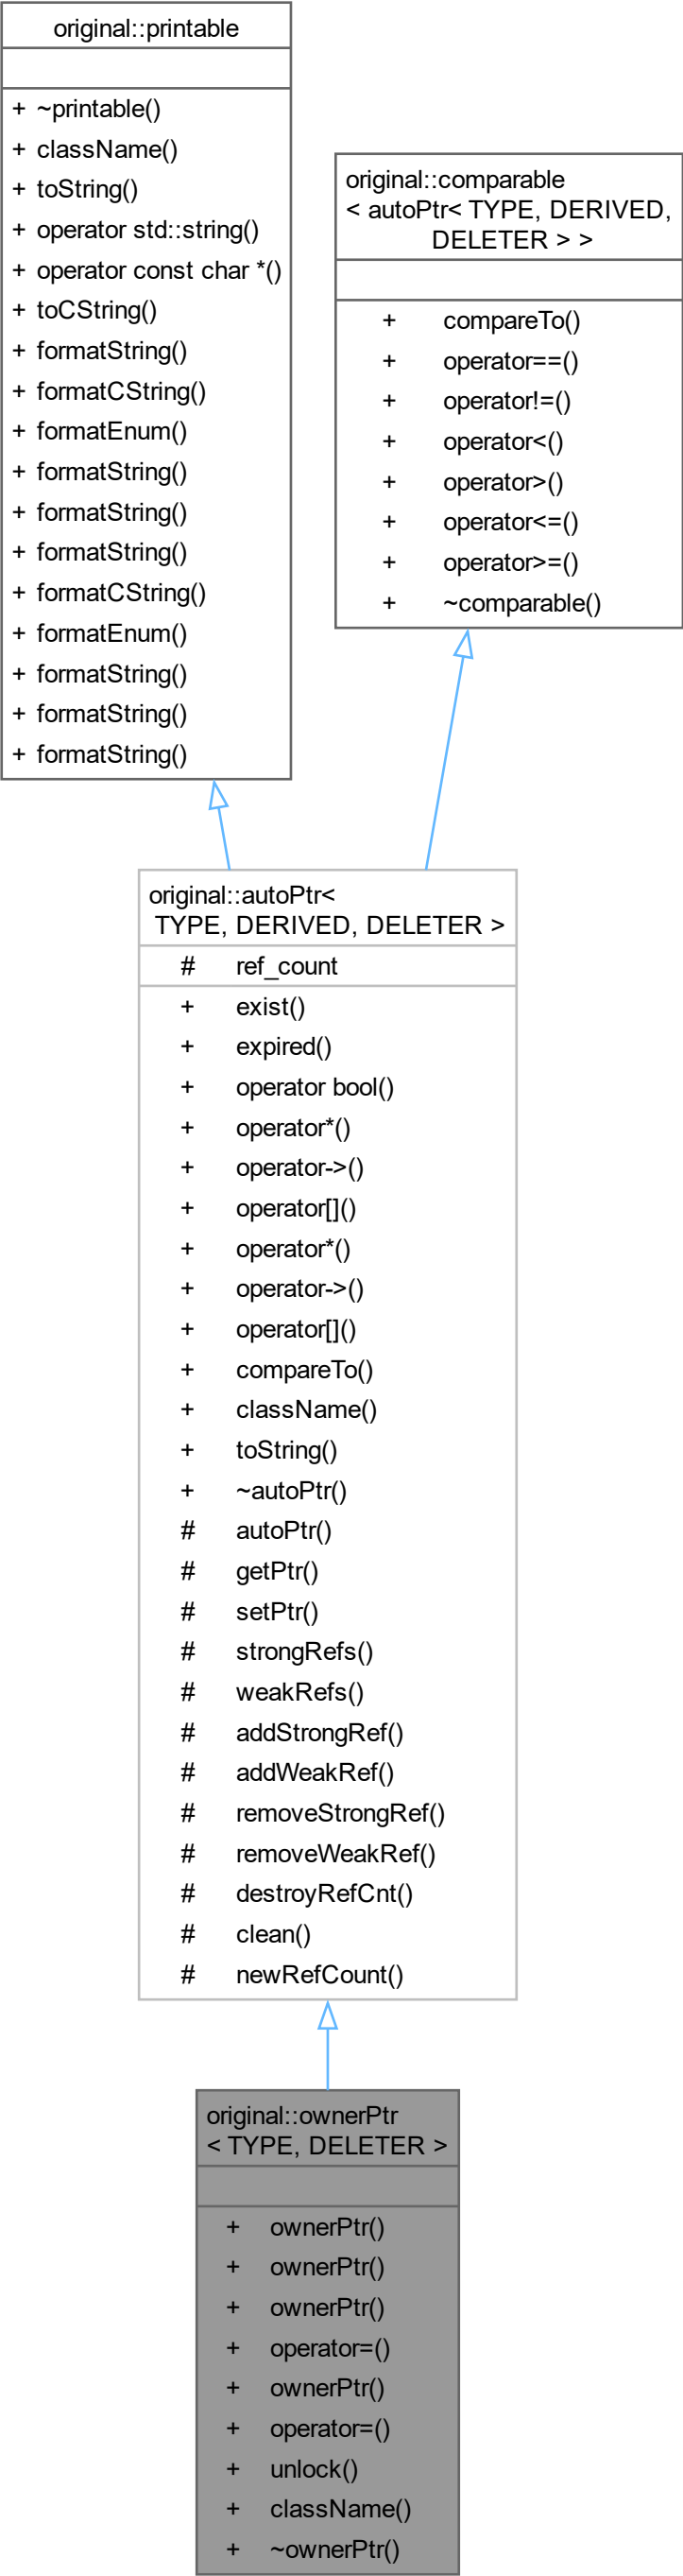 original::printable
+ ~printable()
+ className()
+ toString()
+ operator std::string()
+ operator const char *()
+ toCString()
+ formatString()
+ formatCString()
+ formatEnum()
+ formatString()
+ formatString()
+ formatString()
+ formatCString()
+ formatEnum()
+ formatString()
+ formatString()
+ formatString()
original::comparable
< autoPtr< TYPE, DERIVED,
DELETER > >
+ compareTo()
+ operator==()
+ operator!=()
+ operator<()
+ operator>()
+ operator<=()
+ operator>=()
+ ~comparable()
original::autoPtr<
TYPE, DERIVED, DELETER >
# ref_count
+ exist()
+ expired()
+ operator bool()
+ operator*()
+ operator->()
+ operator[]()
+ operator*()
+ operator->()
+ operator[]()
+ compareTo()
+ className()
+ toString()
+ ~autoPtr()
# autoPtr()
# getPtr()
# setPtr()
# strongRefs()
# weakRefs()
# addStrongRef()
# addWeakRef()
# removeStrongRef()
# removeWeakRef()
# destroyRefCnt()
# clean()
# newRefCount()
original::ownerPtr
< TYPE, DELETER >
+ ownerPtr()
+ ownerPtr()
+ ownerPtr()
+ operator=()
+ ownerPtr()
+ operator=()
+ unlock()
+ className()
+ ~ownerPtr()